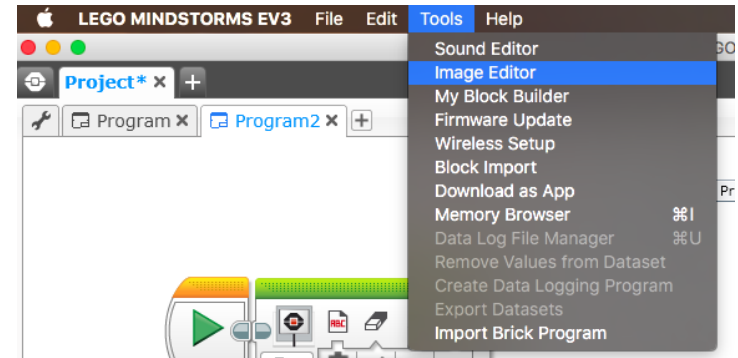 LEGO MINDSTORMS EV3 File Edit Tools Help
Project* × +
Program × Program2 × +
Sound Editor
Image Editor
My Block Builder
Firmware Update
Wireless Setup
Block Import
Download as App
Memory Browser ⌘I
Data Log File Manager ⌘U
Remove Values from Dataset
Create Data Logging Program
Export Datasets
Import Brick Program
Pr
ABC